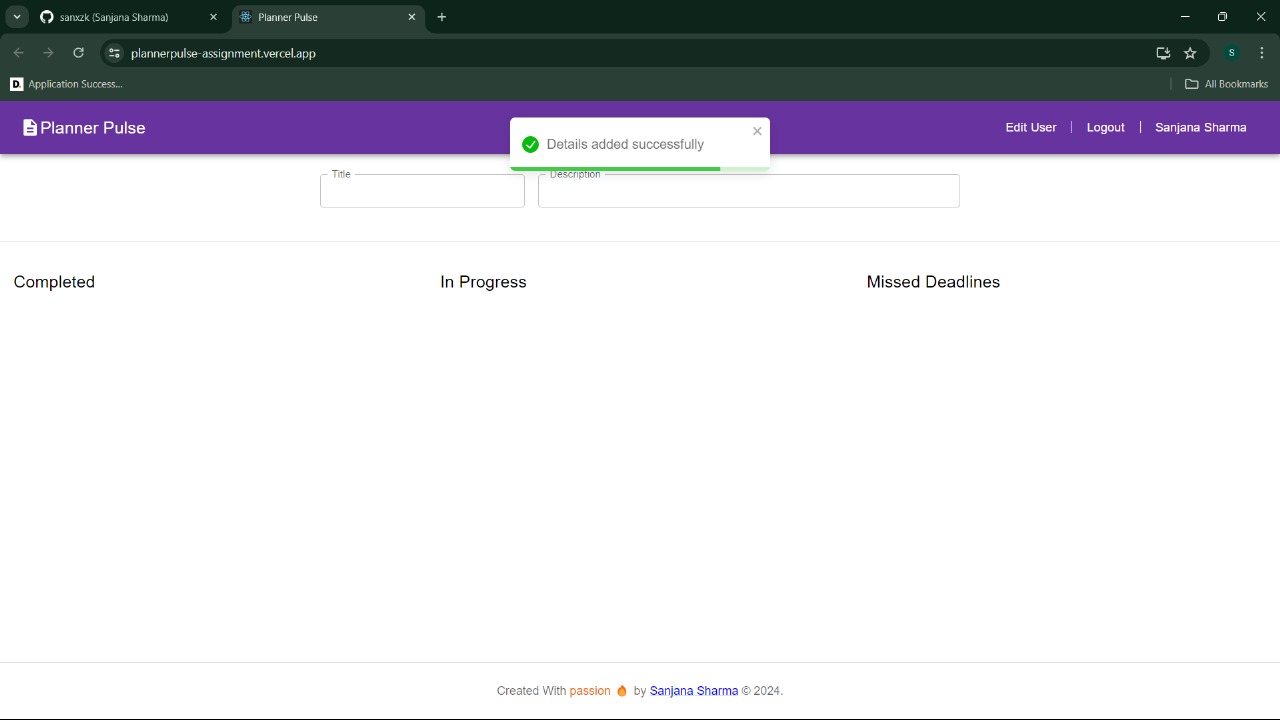 sanxzk (Sanjana Sharma)
Planner Pulse
plannerpulse-assignment.vercel.app
S
D. Application Success...
All Bookmarks
Planner Pulse
Details added successfully
Edit User
Logout
Sanjana Sharma
Title
Description
Completed
In Progress
Missed Deadlines
Created With passion 🔥 by Sanjana Sharma © 2024.